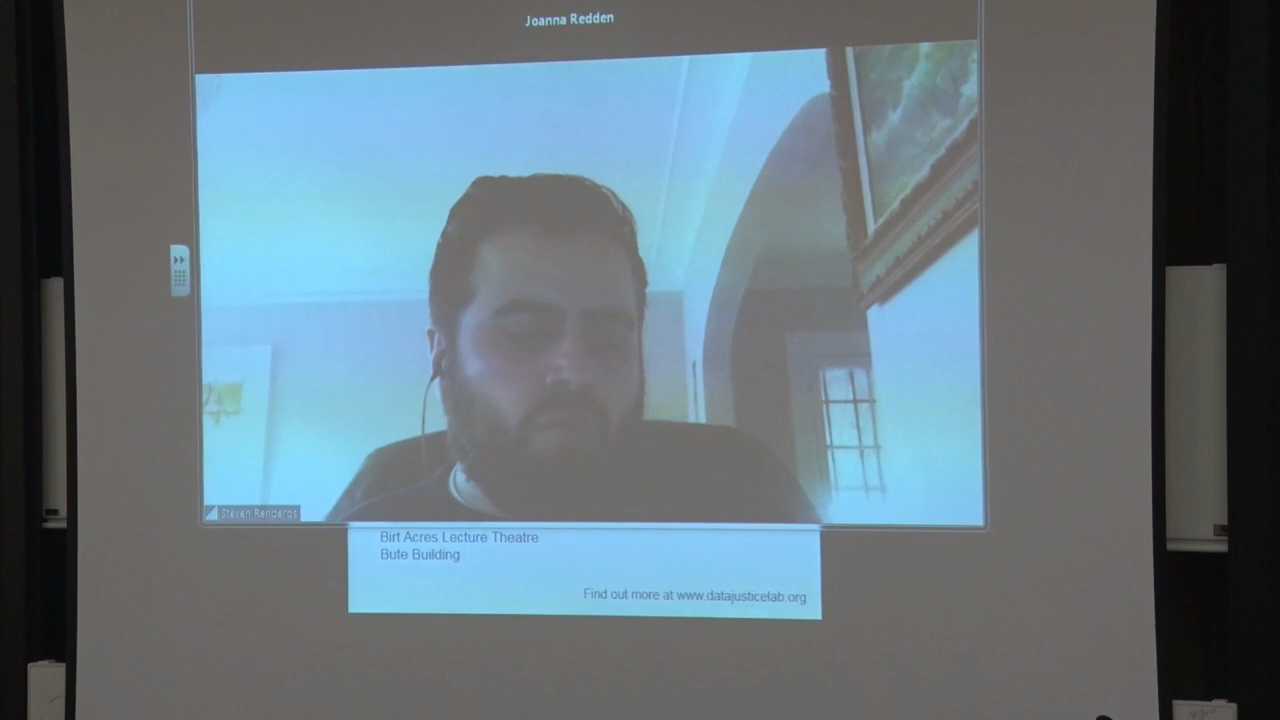 Joanna Redden
Steven Renderos
Birt Acres Lecture Theatre
Bute Building
Find out more at www.datajusticelab.org